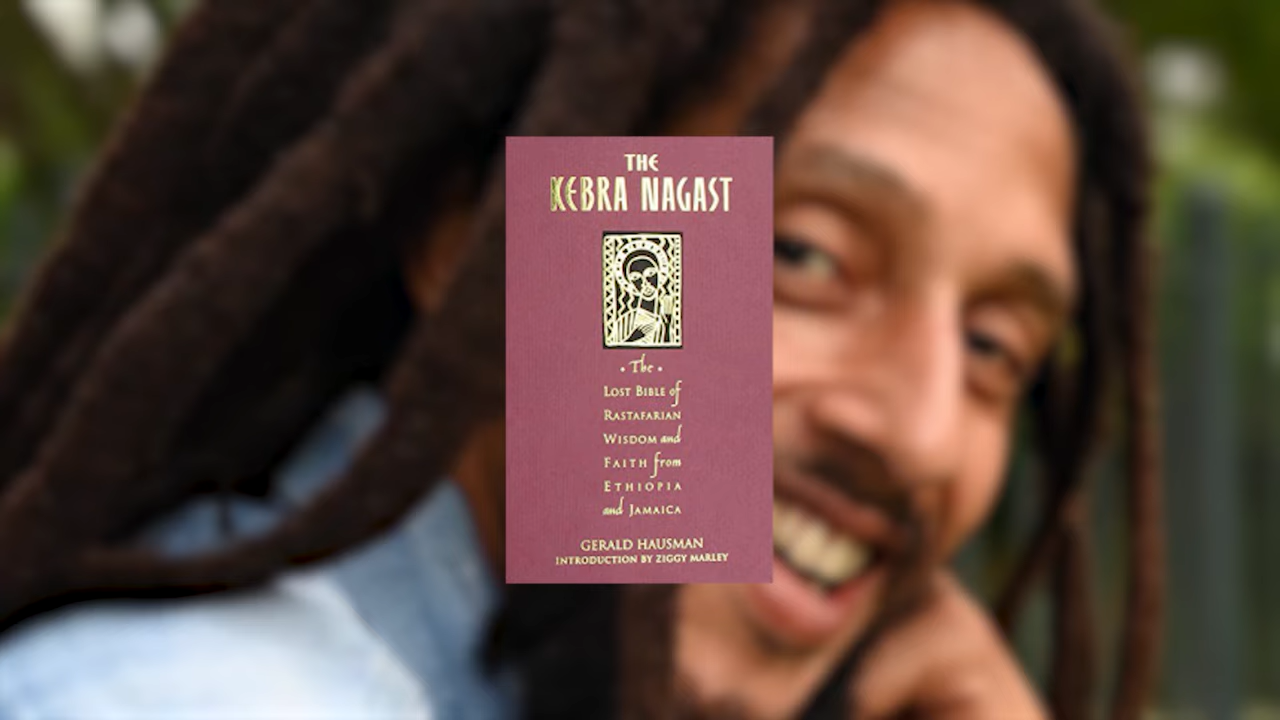 THE
KEBRA NAGAST
• The •
LOST BIBLE of
RASTAFARIAN
WISDOM and
FAITH from
ETHIOPIA
and JAMAICA
GERALD HAUSMAN
INTRODUCTION BY ZIGGY MARLEY